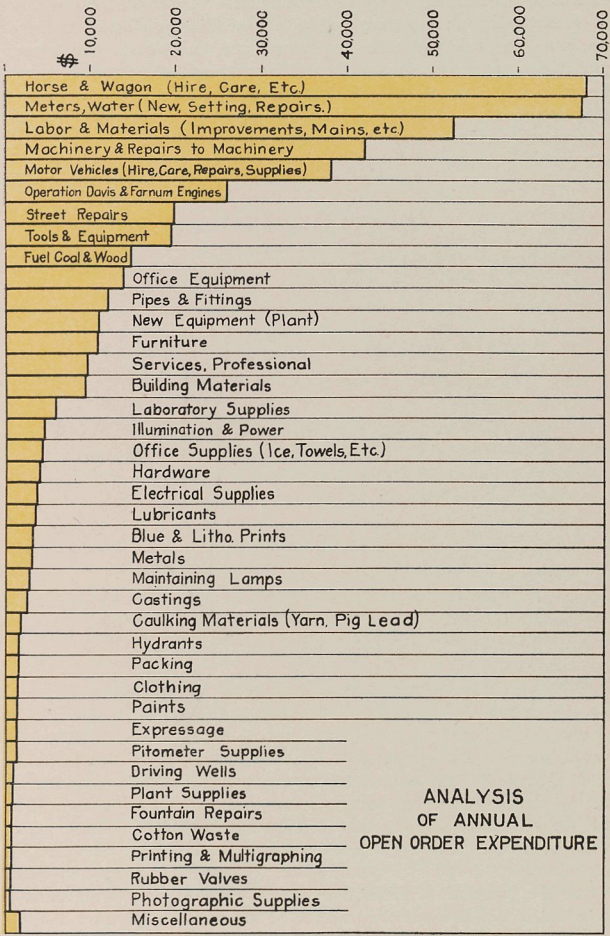 $ 10,000 20,000 30,000 40,000 50,000 60,000 70,000
Horse & Wagon (Hire, Care, Etc)
Meters, Water (New, Setting, Repairs.)
Labor & Materials (Improvements, Mains, etc)
Machinery & Repairs to Machinery
Motor Vehicles (Hire, Care, Repairs, Supplies)
Operation Davis & Farnum Engines
Street Repairs
Tools & Equipment
Fuel Coal & Wood
Office Equipment
Pipes & Fittings
New Equipment (Plant)
Furniture
Services, Professional
Building Materials
Laboratory Supplies
Illumination & Power
Office Supplies (Ice, Towels, Etc.)
Hardware
Electrical Supplies
Lubricants
Blue & Litho. Prints
Metals
Maintaining Lamps
Castings
Caulking Materials (Yarn, Pig Lead)
Hydrants
Packing
Clothing
Paints
Expressage
Pitometer Supplies
Driving Wells
Plant Supplies
Fountain Repairs
Cotton Waste
Printing & Multigraphing
Rubber Valves
Photographic Supplies
Miscellaneous
ANALYSIS
OF ANNUAL
OPEN ORDER EXPENDITURE